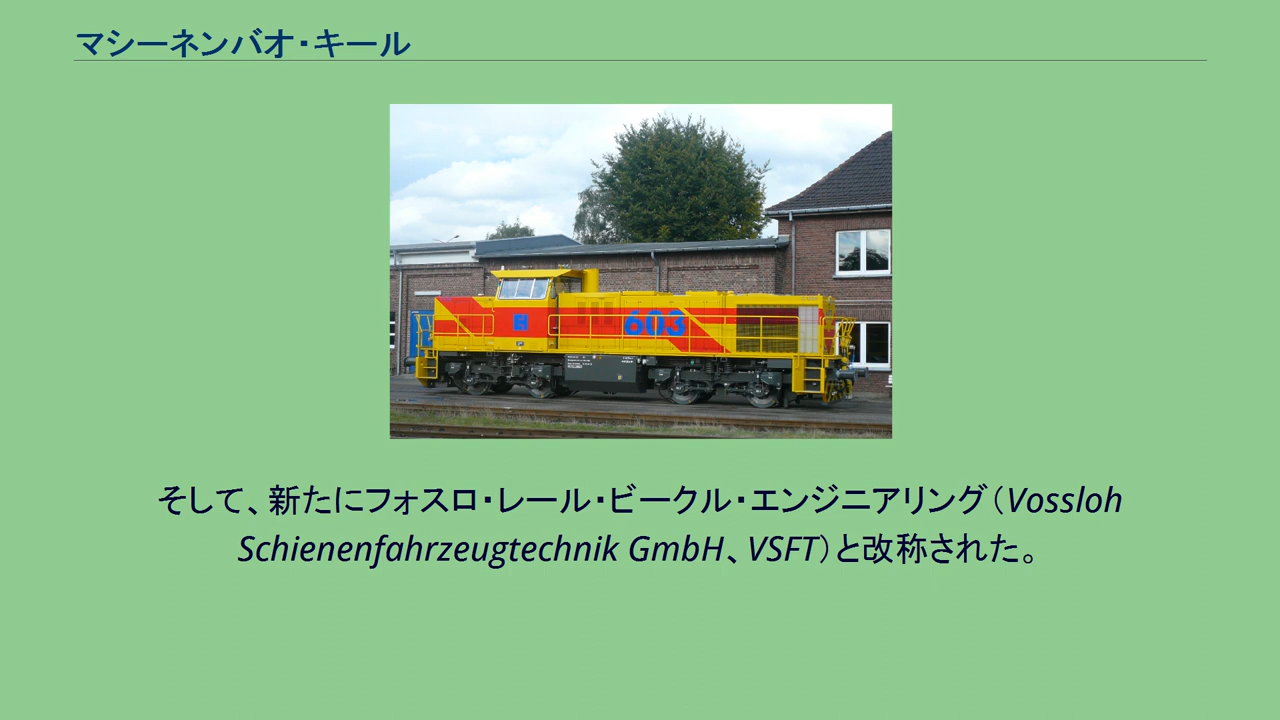 マシーネンバオ・キール
EH
603
そして、新たにフォスロ・レール・ビークル・エンジニアリング（Vossloh
Schienenfahrzeugtechnik GmbH、VSFT）と改称された。